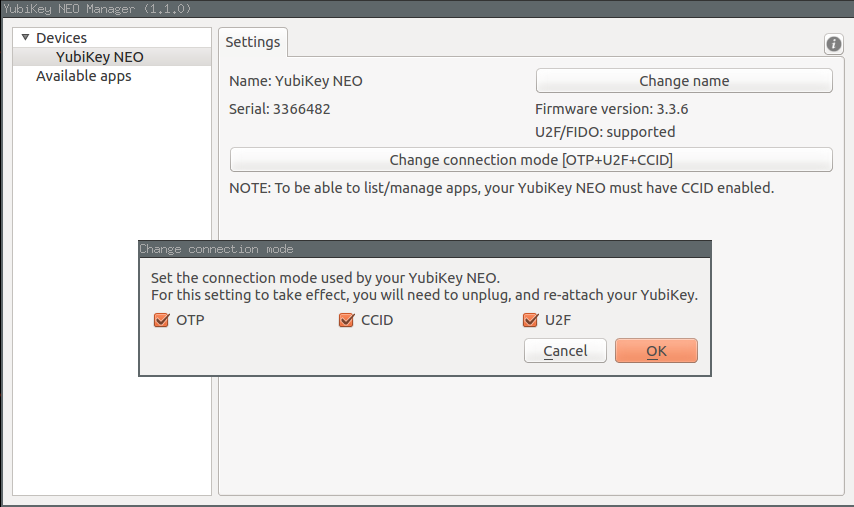 YubiKey NEO Manager (1.1.0)
Devices
YubiKey NEO
Available apps
Settings
Name: YubiKey NEO
Change name
Serial: 3366482
Firmware version: 3.3.6
U2F/FIDO: supported
Change connection mode [OTP+U2F+CCID]
NOTE: To be able to list/manage apps, your YubiKey NEO must have CCID enabled.
Change connection mode
Set the connection mode used by your YubiKey NEO.
For this setting to take effect, you will need to unplug, and re-attach your YubiKey.
OTP
CCID
U2F
Cancel
OK